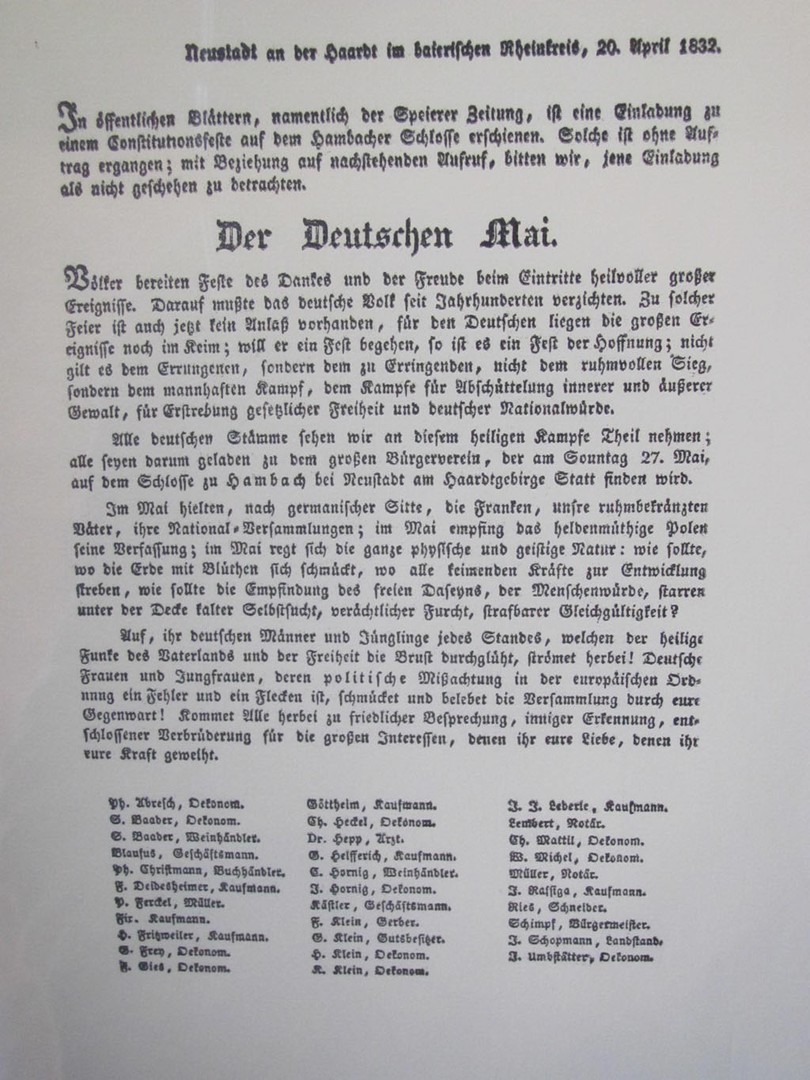 Neustadt an der Haardt im baierischen Rheinkreis, 20. April 1832.
In öffentlichen Blättern, namentlich der Speierer Zeitung, ist eine Einladung zu
einem Constitutionsfeste auf dem Hambacher Schlosse erschienen. Solche ist ohne Auf-
trag ergangen; mit Beziehung auf nachstehenden Aufruf, bitten wir, jene Einladung
als nicht geschehen zu betrachten.
Der Deutschen Mai.
Völker bereiten Feste des Dankes und der Freude beim Eintritte heilvoller großer
Ereignisse. Darauf mußte das deutsche Volk seit Jahrhunderten verzichten. Zu solcher
Feier ist auch jetzt kein Anlaß vorhanden, für den Deutschen liegen die großen Er-
eignisse noch im Keim; will er ein Fest begehen, so ist es ein Fest der Hoffnung; nicht
gilt es dem Errungenen, sondern dem zu Erringenden, nicht dem ruhmvollen Sieg,
sondern dem mannhaften Kampf, dem Kampfe für Abschüttelung innerer und äußerer
Gewalt, für Erstrebung gesetzlicher Freiheit und deutscher Nationalwürde.
Alle deutschen Stämme sehen wir an diesem heiligen Kampfe Theil nehmen;
alle seyen darum geladen zu dem großen Bürgerverein, der am Sonntag 27. Mai,
auf dem Schlosse zu Hambach bei Neustadt am Haardtgebirge Statt finden wird.
Im Mai hielten, nach germanischer Sitte, die Franken, unsre ruhmbekränzten
Väter, ihre National-Versammlungen; im Mai empfing das heldenmüthige Polen
seine Verfassung; im Mai regt sich die ganze physische und geistige Natur: wie sollte,
wo die Erde mit Blüthen sich schmückt, wo alle keimenden Kräfte zur Entwicklung
streben, wie sollte die Empfindung des freien Daseyns, der Menschenwürde, starren
unter der Decke kalter Selbstsucht, verächtlicher Furcht, strafbarer Gleichgültigkeit?
Auf, ihr deutschen Männer und Jünglinge jedes Standes, welchen der heilige
Funke des Vaterlands und der Freiheit die Brust durchglüht, strömet herbei! Deutsche
Frauen und Jungfrauen, deren politische Mißachtung in der europäischen Ord-
nung ein Fehler und ein Flecken ist, schmücket und belebet die Versammlung durch eure
Gegenwart! Kommet Alle herbei zu friedlicher Besprechung, inniger Erkennung, ent-
schlossener Verbrüderung für die großen Interessen, denen ihr eure Liebe, denen ihr
eure Kraft geweiht.
Ph. Abresch, Oekonom.
S. Baader, Oekonom.
S. Baader, Weinhändler.
Blaufus, Geschäftsmann.
Ph. Christmann, Buchhändler.
F. Deidesheimer, Kaufmann.
P. Ferckel, Müller.
Fix. Kaufmann.
H. Fritzweiler, Kaufmann.
G. Frey, Oekonom.
F. Gies, Oekonom.
Göttheim, Kaufmann.
Ch. Heckel, Oekonom.
Dr. Hepp, Arzt.
G. Helfferich, Kaufmann.
C. Hornig, Weinhändler.
J. Hornig, Oekonom.
Kästler, Geschäftsmann.
F. Klein, Gerber.
G. Klein, Gutsbesitzer.
H. Klein, Oekonom.
K. Klein, Oekonom.
J. J. Leberle, Kaufmann.
Lembert, Notär.
Ch. Mattil, Oekonom.
W. Michel, Oekonom.
Müller, Notär.
J. Rassiga, Kaufmann.
Ries, Schneider.
Schimpf, Bürgermeister.
J. Schopmann, Landstand.
J. Umbstätter, Oekonom.